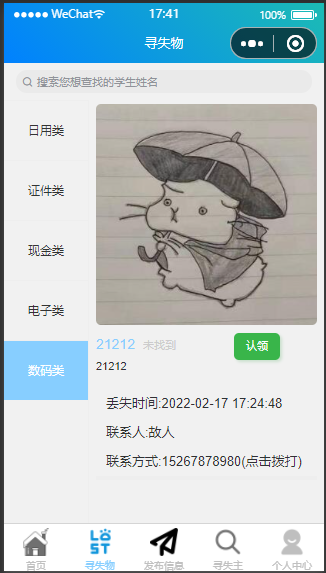 WeChat
17:41
100%
寻失物
搜索您想查找的学生姓名
日用类
证件类
现金类
电子类
数码类
21212 未找到
认领
21212
丢失时间:2022-02-17 17:24:48
联系人:故人
联系方式:15267878980(点击拨打)
LOST
首页
寻失物
发布信息
寻失主
个人中心